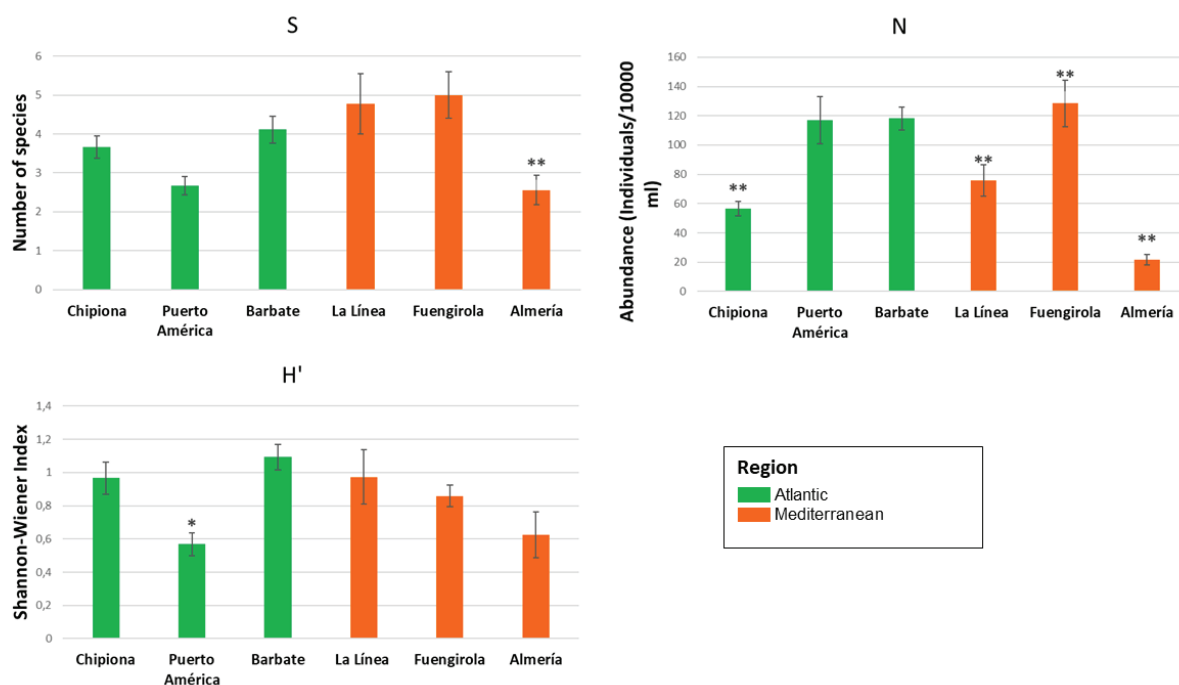 S
Number of species
6
5
4
3
2
1
0
**
Chipiona
Puerto
América
Barbate
La Línea
Fuengirola
Almería
N
Abundance (Individuals/10000
ml)
160
140
120
100
80
60
40
20
0
**
**
**
**
Chipiona
Puerto
América
Barbate
La Línea
Fuengirola
Almería
H'
Shannon-Wiener Index
1,4
1,2
1
0,8
0,6
0,4
0,2
0
*
Chipiona
Puerto
América
Barbate
La Línea
Fuengirola
Almería
Region
Atlantic
Mediterranean